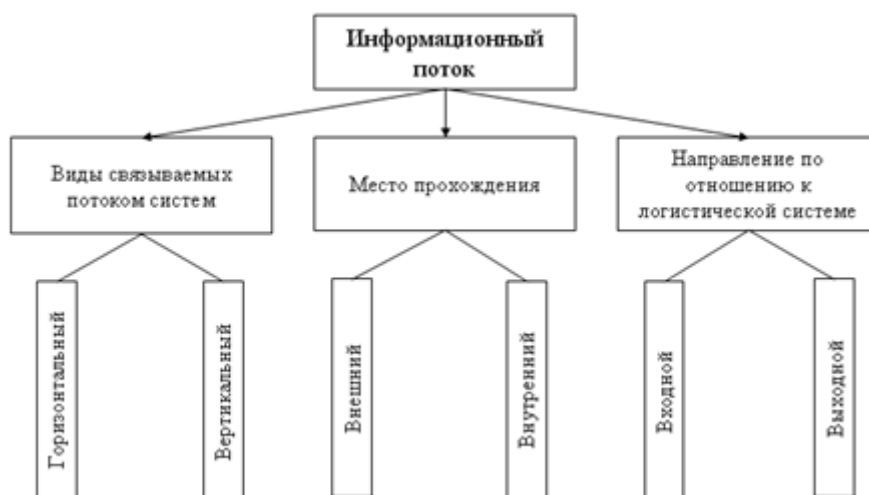 Информационный
поток
Виды связываемых
потоком систем
Место прохождения
Направление по
отношению к
логистической системе
Горизонтальный
Вертикальный
Внешний
Внутренний
Входной
Выходной